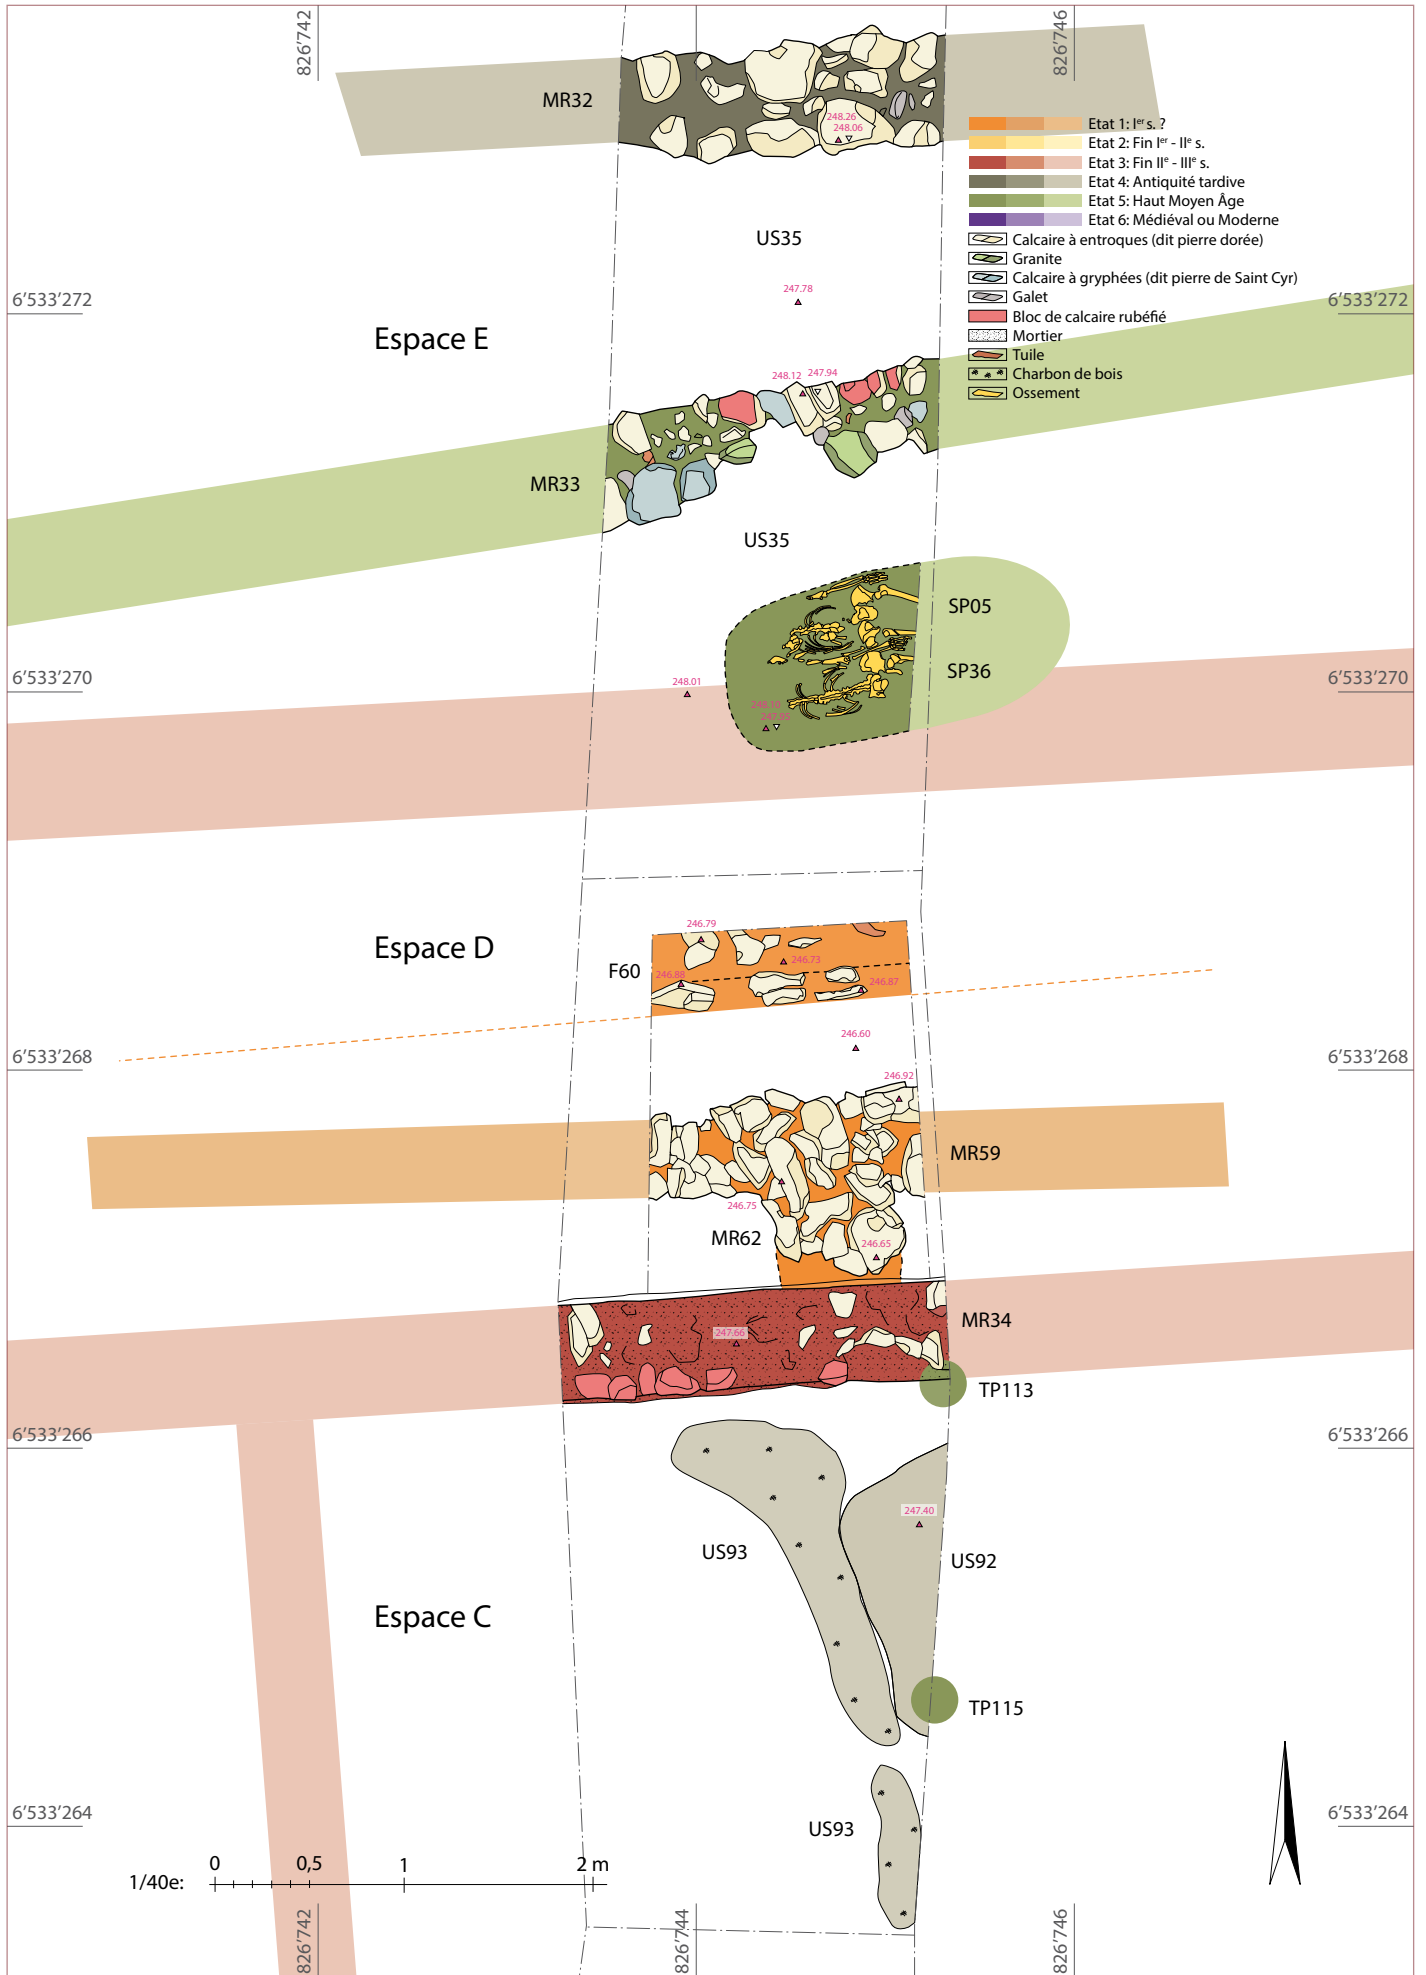 826’742
826’746
MR32
248.26
248.06
Etat 1: Ier s. ?
Etat 2: Fin Ier - IIe s.
Etat 3: Fin IIe - IIIe s.
Etat 4: Antiquité tardive
Etat 5: Haut Moyen Âge
Etat 6: Médiéval ou Moderne
Calcaire à entroques (dit pierre dorée)
Granite
Calcaire à gryphées (dit pierre de Saint Cyr)
Galet
Bloc de calcaire rubéfié
Mortier
Tuile
Charbon de bois
Ossement
US35
247.78
6’533’272
6’533’272
Espace E
248.12
247.94
MR33
US35
SP05
SP36
6’533’270
248.01
6’533’270
248.10
247.95
246.79
Espace D
F60
246.73
246.88
246.87
246.60
6’533’268
6’533’268
246.92
MR59
246.75
MR62
246.65
MR34
247.66
TP113
6’533’266
6’533’266
247.40
US93
US92
Espace C
TP115
6’533’264
US93
6’533’264
0
0,5
1
2 m
1/40e:
826’742
826’744
826’746